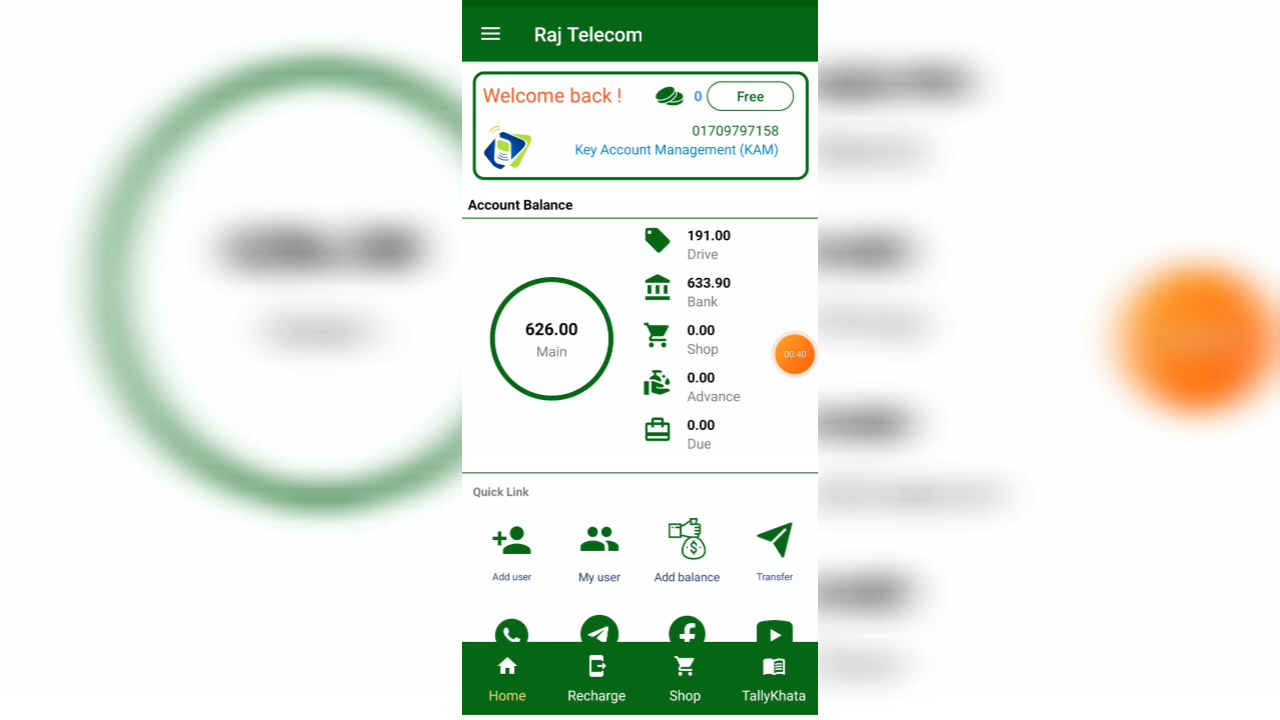 Raj Telecom
Welcome back !
0
Free
01709797158
Key Account Management (KAM)
Account Balance
626.00
Main
191.00
Drive
633.90
Bank
0.00
Shop
0.00
Advance
0.00
Due
00:40
Quick Link
Add user
My user
Add balance
Transfer
Home
Recharge
Shop
TallyKhata